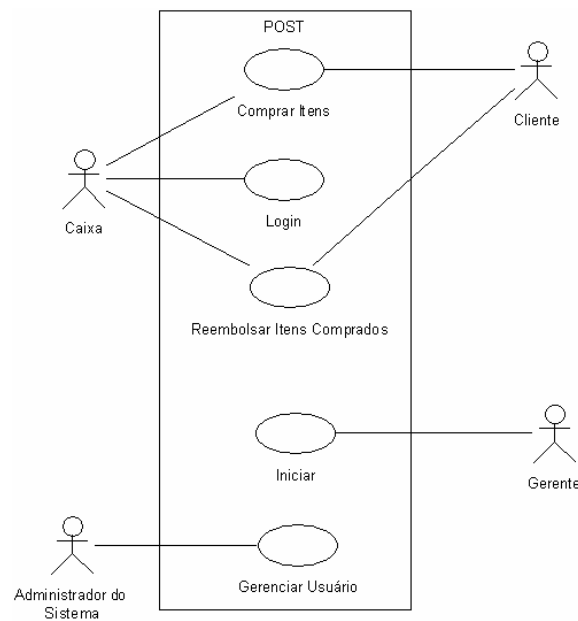 POST
Comprar Itens
Cliente
Login
Caixa
Reembolsar Itens Comprados
Iniciar
Gerente
Gerenciar Usuário
Administrador do
Sistema